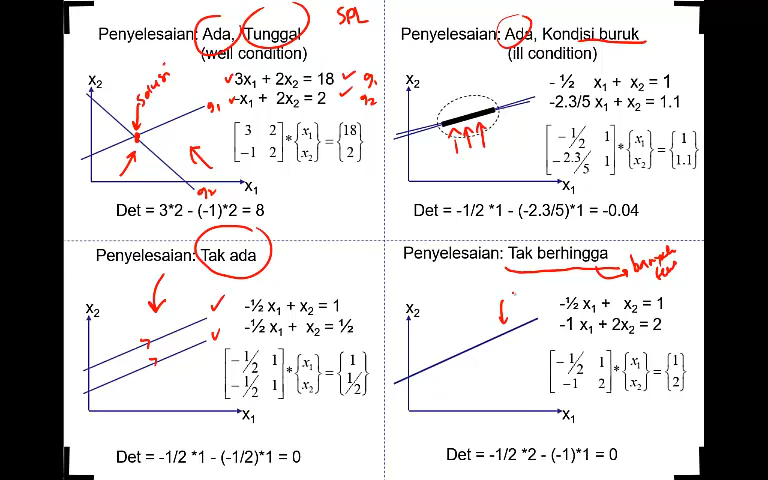 SPL
Penyelesaian: Ada, Tunggal
(well condition)
X2
solusi
g1
g2
X1
3x1 + 2x2 = 18 g1
-x1 + 2x2 = 2 g2
[3 2; -1 2] * {x1; x2} = {18; 2}
Det = 3*2 - (-1)*2 = 8
Penyelesaian: Ada, Kondisi buruk
(ill condition)
X2
X1
- ½ x1 + x2 = 1
-2.3/5 x1 + x2 = 1.1
[-1/2 1; -2.3/5 1] * {x1; x2} = {1; 1.1}
Det = -1/2 *1 - (-2.3/5)*1 = -0.04
Penyelesaian: Tak ada
X2
X1
-½ x1 + x2 = 1
-½ x1 + x2 = ½
[-1/2 1; -1/2 1] * {x1; x2} = {1; 1/2}
Det = -1/2 *1 - (-1/2)*1 = 0
Penyelesaian: Tak berhingga
X2
X1
-½ x1 + x2 = 1
-1 x1 + 2x2 = 2
[-1/2 1; -1 2] * {x1; x2} = {1; 2}
Det = -1/2 *2 - (-1)*1 = 0